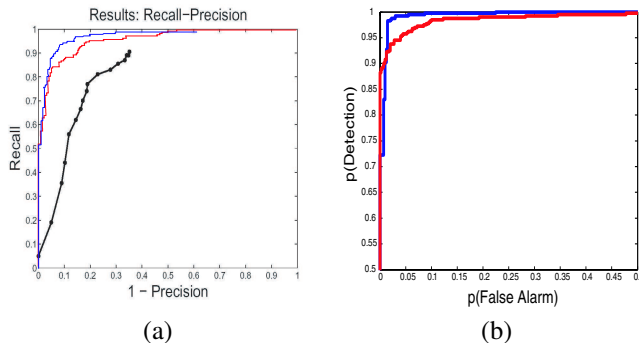 Results: Recall-Precision
Recall
1
0.9
0.8
0.7
0.6
0.5
0.4
0.3
0.2
0.1
0
0 0.1 0.2 0.3 0.4 0.5 0.6 0.7 0.8 0.9 1
1 - Precision
(a)
p(Detection)
1
0.95
0.9
0.85
0.8
0.75
0.7
0.65
0.6
0.55
0.5
0 0.05 0.1 0.15 0.2 0.25 0.3 0.35 0.4 0.45 0.5
p(False Alarm)
(b)